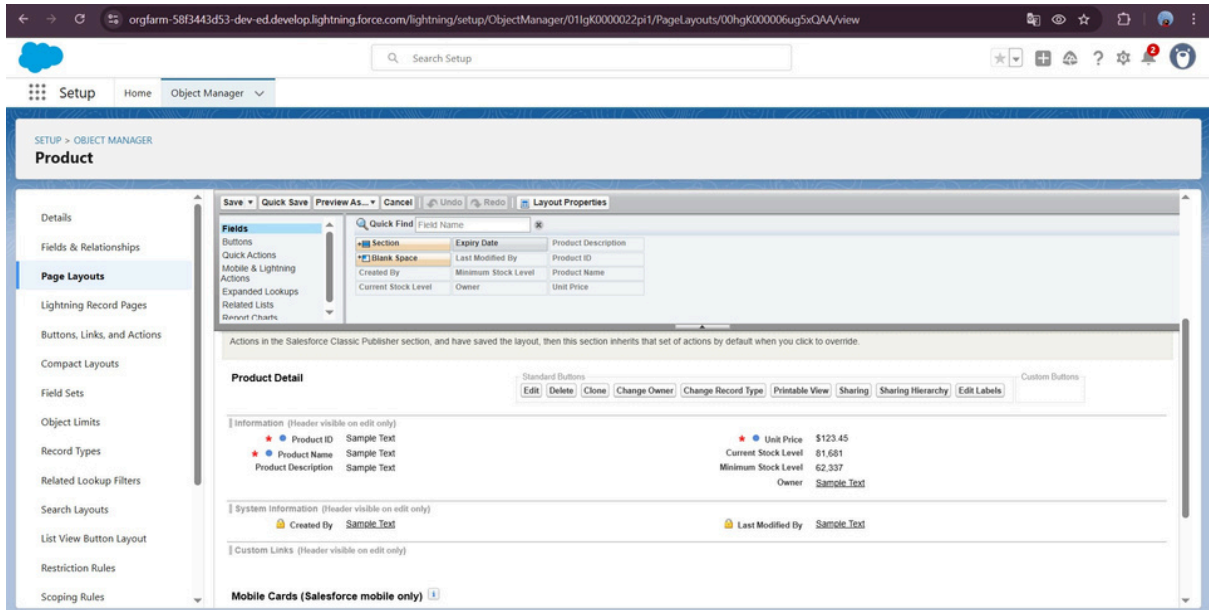 orgfarm-58f3443d53-dev-ed.develop.lightning.force.com/lightning/setup/ObjectManager/01IgK0000022pi1/PageLayouts/00hgK000006ug5xQAA/view
Search Setup
2
Setup Home Object Manager
SETUP > OBJECT MANAGER
Product
Details
Fields & Relationships
Page Layouts
Lightning Record Pages
Buttons, Links, and Actions
Compact Layouts
Field Sets
Object Limits
Record Types
Related Lookup Filters
Search Layouts
List View Button Layout
Restriction Rules
Scoping Rules
Save Quick Save Preview As... Cancel Undo Redo Layout Properties
Fields
Buttons
Quick Actions
Mobile & Lightning
Actions
Expanded Lookups
Related Lists
Report Charts
Quick Find Field Name
Section Expiry Date Product Description
Blank Space Last Modified By Product ID
Created By Minimum Stock Level Product Name
Current Stock Level Owner Unit Price
Actions in the Salesforce Classic Publisher section, and have saved the layout, then this section inherits that set of actions by default when you click to override.
Product Detail
Standard Buttons
Edit Delete Clone Change Owner Change Record Type Printable View Sharing Sharing Hierarchy Edit Labels
Custom Buttons
Information (Header visible on edit only)
Product ID Sample Text
Product Name Sample Text
Product Description Sample Text
Unit Price $123.45
Current Stock Level 81,681
Minimum Stock Level 62,337
Owner Sample Text
System Information (Header visible on edit only)
Created By Sample Text
Last Modified By Sample Text
Custom Links (Header visible on edit only)
Mobile Cards (Salesforce mobile only) i